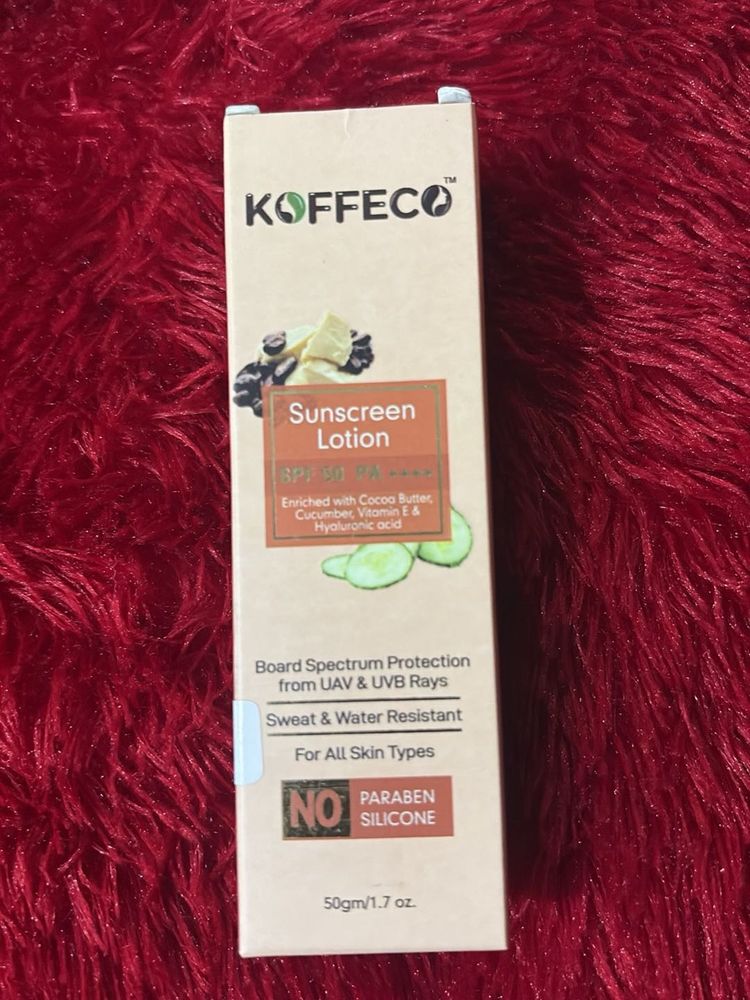 KOFFECO™
Sunscreen
Lotion
SPF 50 PA ++++
Enriched with Cocoa Butter,
Cucumber, Vitamin E &
Hyaluronic acid
Board Spectrum Protection
from UAV & UVB Rays
Sweat & Water Resistant
For All Skin Types
NO PARABEN
SILICONE
50gm/1.7 oz.